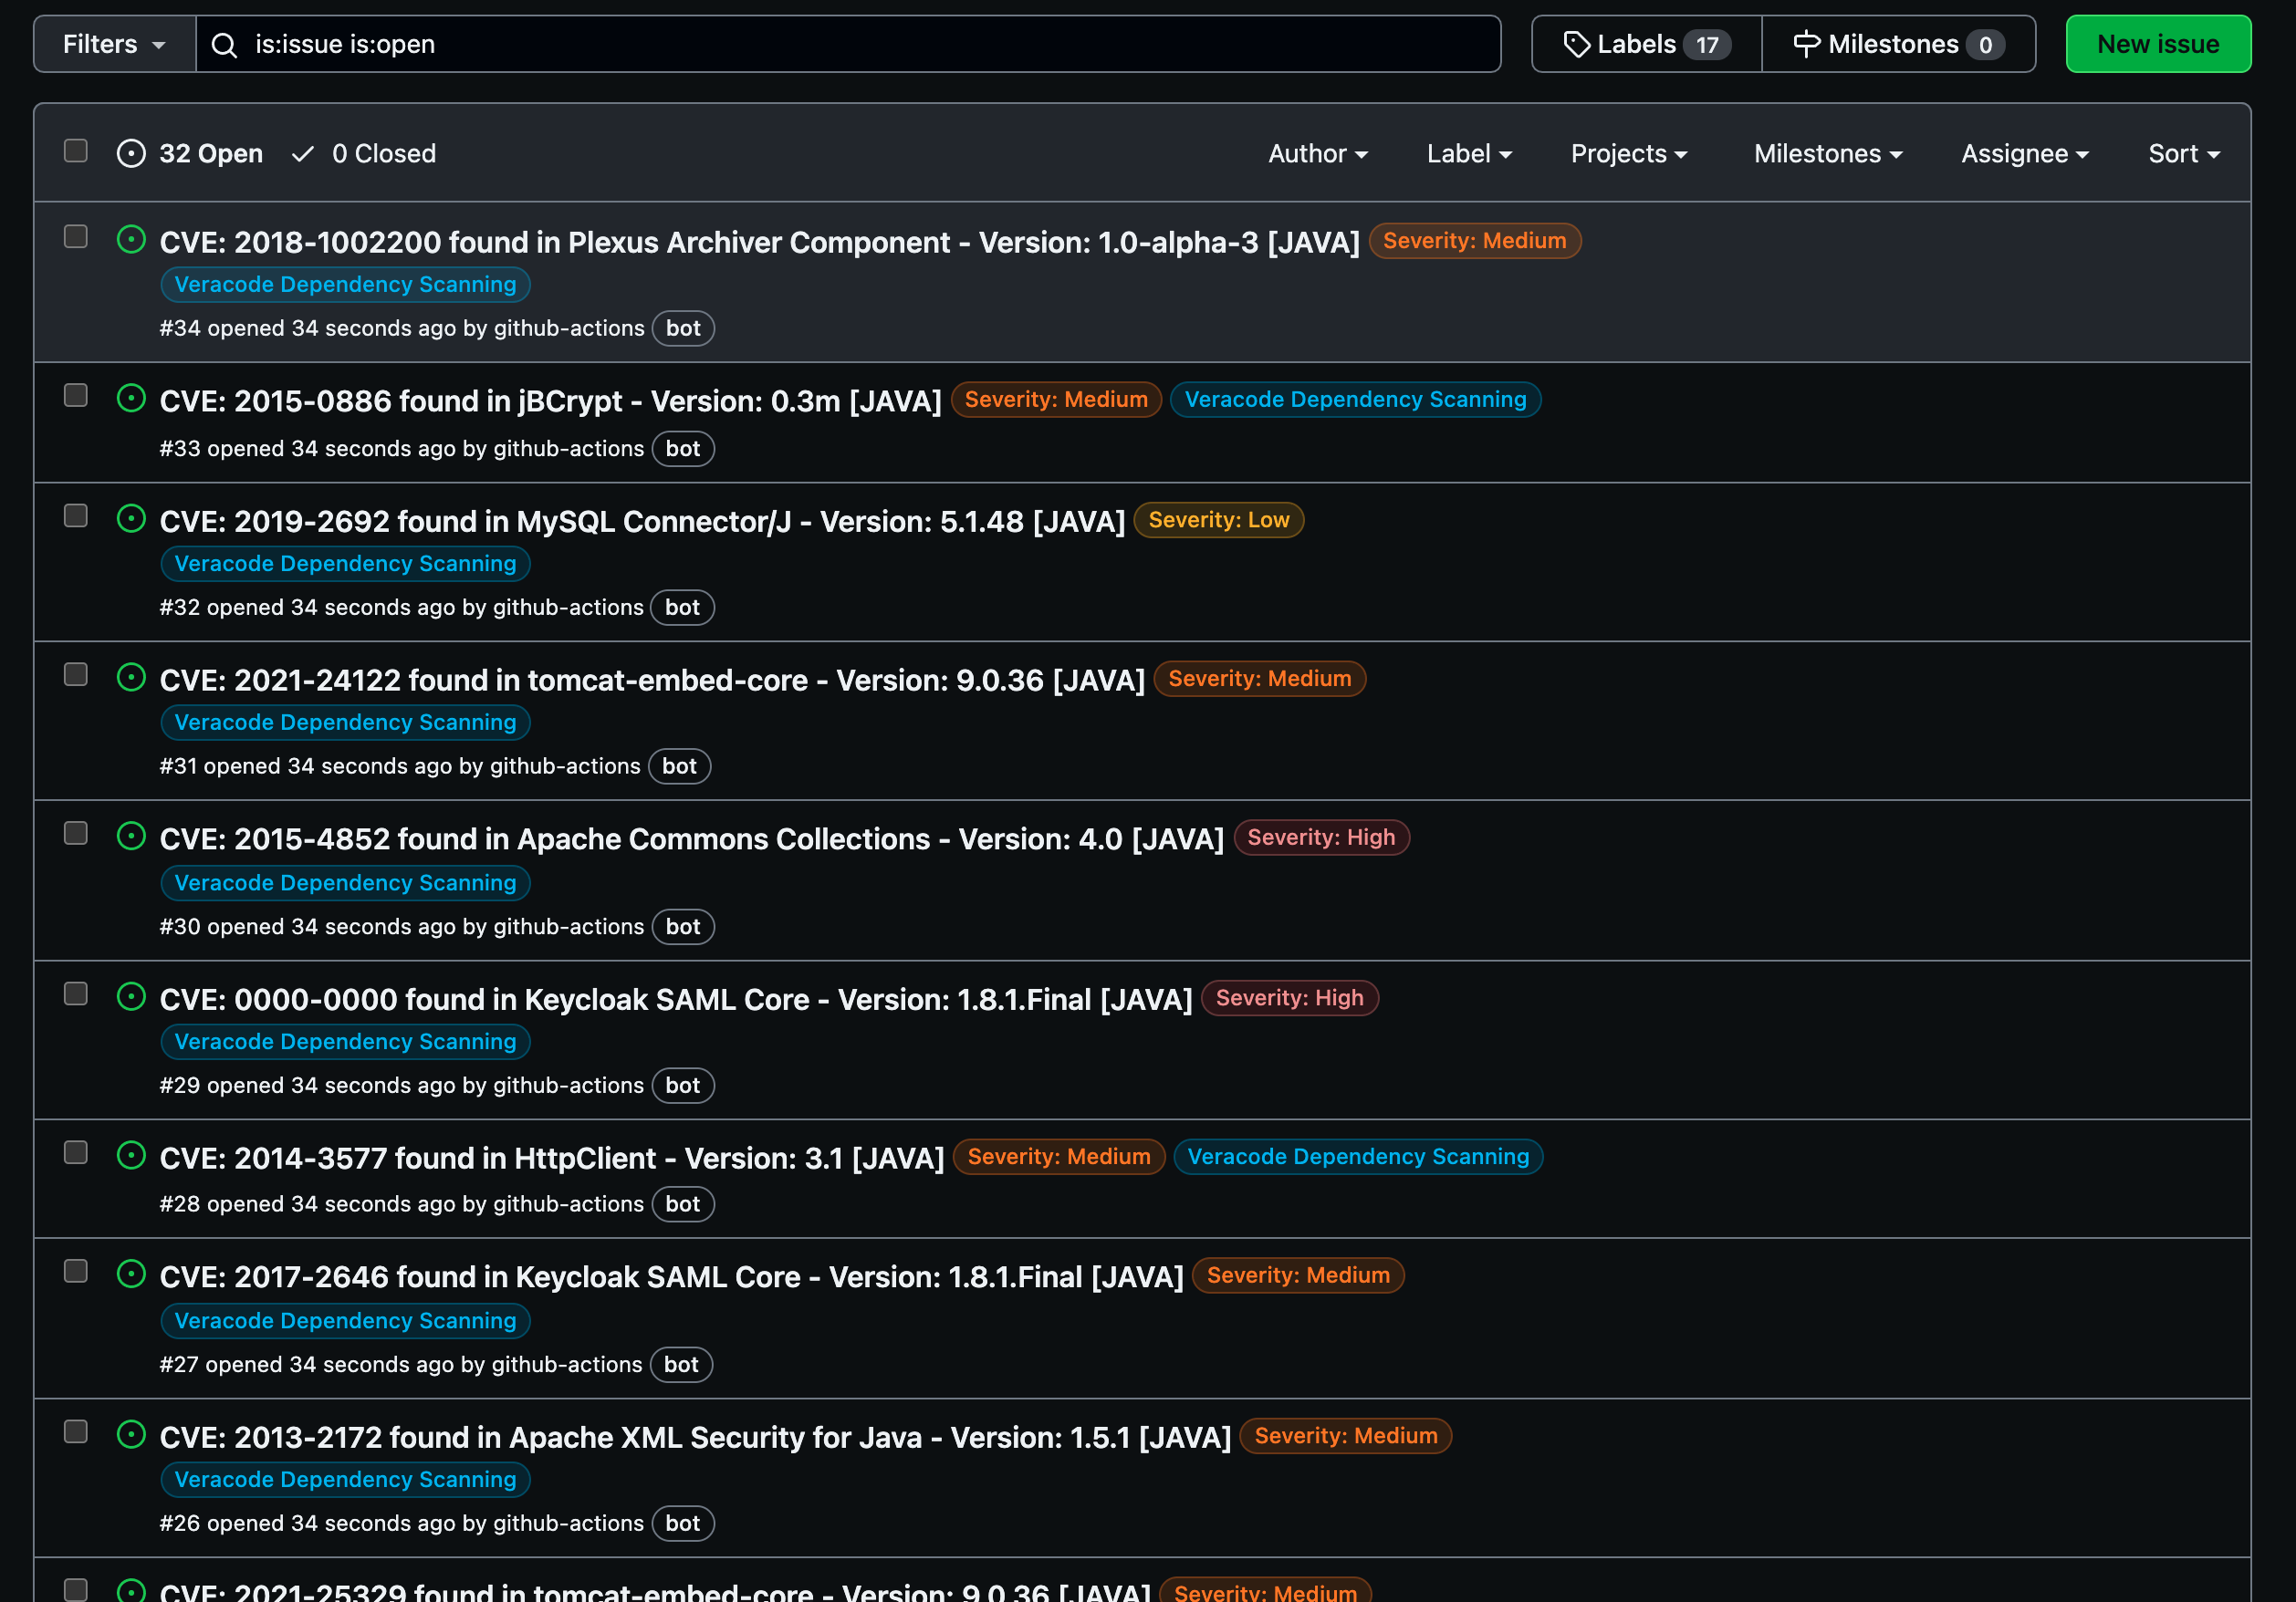 Filters is:issue is:open Labels 17 Milestones 0 New issue
32 Open 0 Closed Author Label Projects Milestones Assignee Sort
CVE: 2018-1002200 found in Plexus Archiver Component - Version: 1.0-alpha-3 [JAVA] Severity: Medium
Veracode Dependency Scanning
#34 opened 34 seconds ago by github-actions bot
CVE: 2015-0886 found in jBCrypt - Version: 0.3m [JAVA] Severity: Medium Veracode Dependency Scanning
#33 opened 34 seconds ago by github-actions bot
CVE: 2019-2692 found in MySQL Connector/J - Version: 5.1.48 [JAVA] Severity: Low
Veracode Dependency Scanning
#32 opened 34 seconds ago by github-actions bot
CVE: 2021-24122 found in tomcat-embed-core - Version: 9.0.36 [JAVA] Severity: Medium
Veracode Dependency Scanning
#31 opened 34 seconds ago by github-actions bot
CVE: 2015-4852 found in Apache Commons Collections - Version: 4.0 [JAVA] Severity: High
Veracode Dependency Scanning
#30 opened 34 seconds ago by github-actions bot
CVE: 0000-0000 found in Keycloak SAML Core - Version: 1.8.1.Final [JAVA] Severity: High
Veracode Dependency Scanning
#29 opened 34 seconds ago by github-actions bot
CVE: 2014-3577 found in HttpClient - Version: 3.1 [JAVA] Severity: Medium Veracode Dependency Scanning
#28 opened 34 seconds ago by github-actions bot
CVE: 2017-2646 found in Keycloak SAML Core - Version: 1.8.1.Final [JAVA] Severity: Medium
Veracode Dependency Scanning
#27 opened 34 seconds ago by github-actions bot
CVE: 2013-2172 found in Apache XML Security for Java - Version: 1.5.1 [JAVA] Severity: Medium
Veracode Dependency Scanning
#26 opened 34 seconds ago by github-actions bot
CVE: 2021-25329 found in tomcat-embed-core - Version: 9.0.36 [JAVA] Severity: Medium